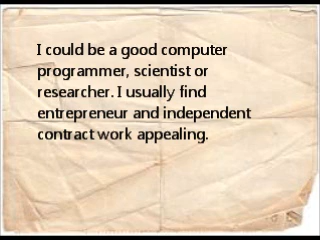 I could be a good computer
programmer, scientist or
researcher. I usually find
entrepreneur and independent
contract work appealing.